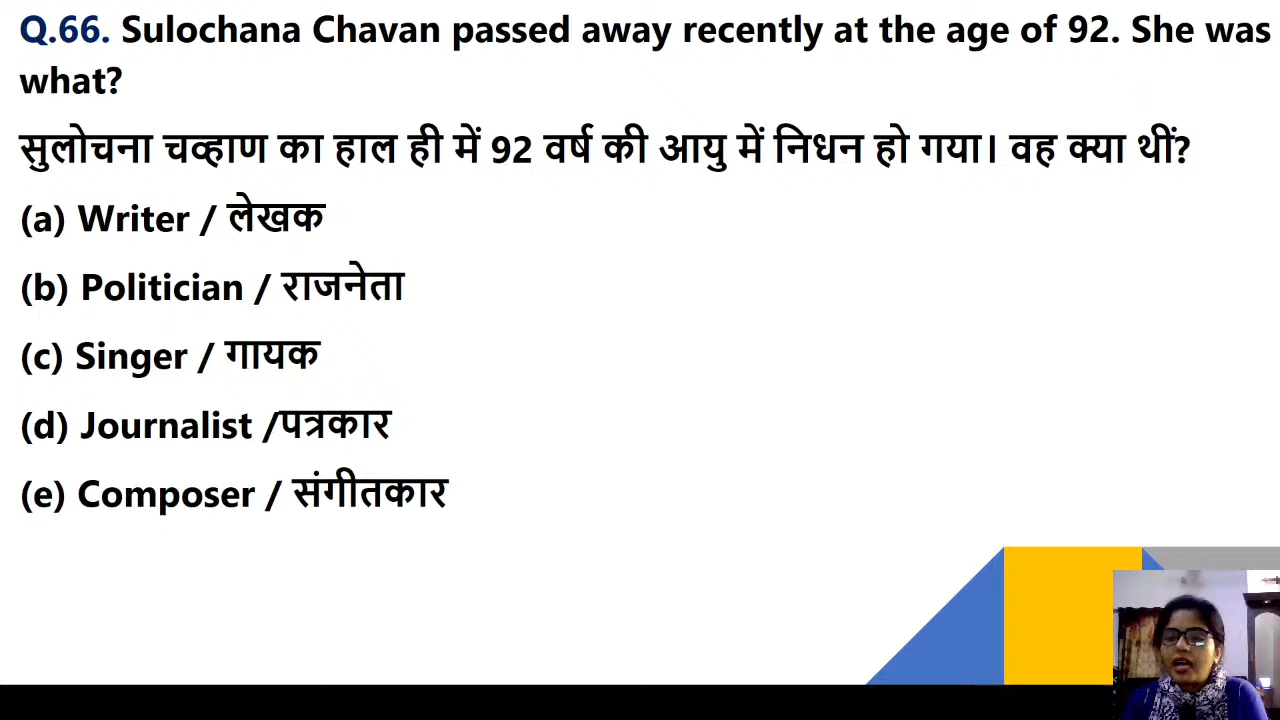 Q.66. Sulochana Chavan passed away recently at the age of 92. She was
what?
सुलोचना चव्हाण का हाल ही में 92 वर्ष की आयु में निधन हो गया। वह क्या थीं?
(a) Writer / लेखक
(b) Politician / राजनेता
(c) Singer / गायक
(d) Journalist /पत्रकार
(e) Composer / संगीतकार